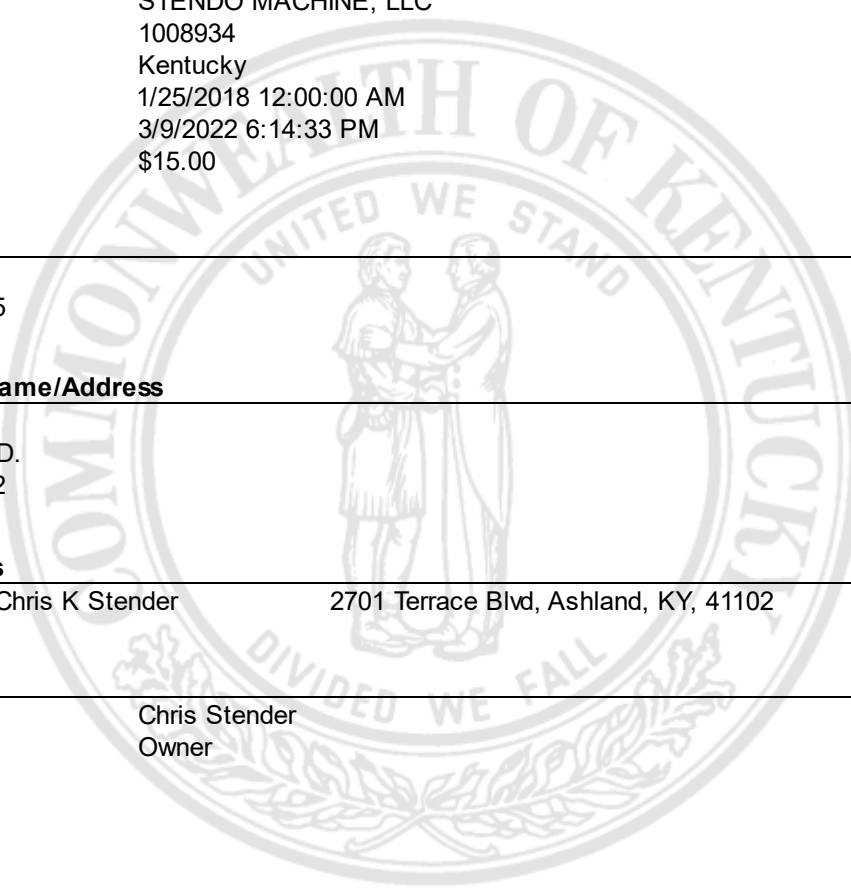 STENDO MACHINE, LLC
1008934
Kentucky
1/25/2018 12:00:00 AM
3/9/2022 6:14:33 PM
$15.00
5
ame/Address
D.
2
s
Chris K Stender 2701 Terrace Blvd, Ashland, KY, 41102
Chris Stender
Owner
COMMONWEALTH OF KENTUCKY
UNITED WE STAND
DIVIDED WE FALL